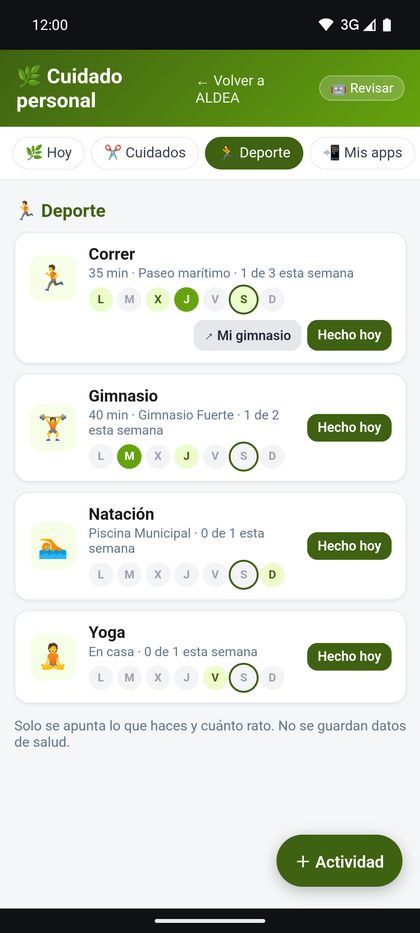 12:00
3G
🌿 Cuidado
personal
← Volver a
ALDEA
🤖 Revisar
🌿 Hoy
✂️ Cuidados
🏃 Deporte
📲 Mis apps
🏃 Deporte
Correr
35 min · Paseo marítimo · 1 de 3 esta semana
L M X J V S D
↗ Mi gimnasio
Hecho hoy
Gimnasio
40 min · Gimnasio Fuerte · 1 de 2
esta semana
L M X J V S D
Hecho hoy
Natación
Piscina Municipal · 0 de 1 esta
semana
L M X J V S D
Hecho hoy
Yoga
En casa · 0 de 1 esta semana
L M X J V S D
Hecho hoy
Solo se apunta lo que haces y cuánto rato. No se guardan datos
de salud.
+ Actividad